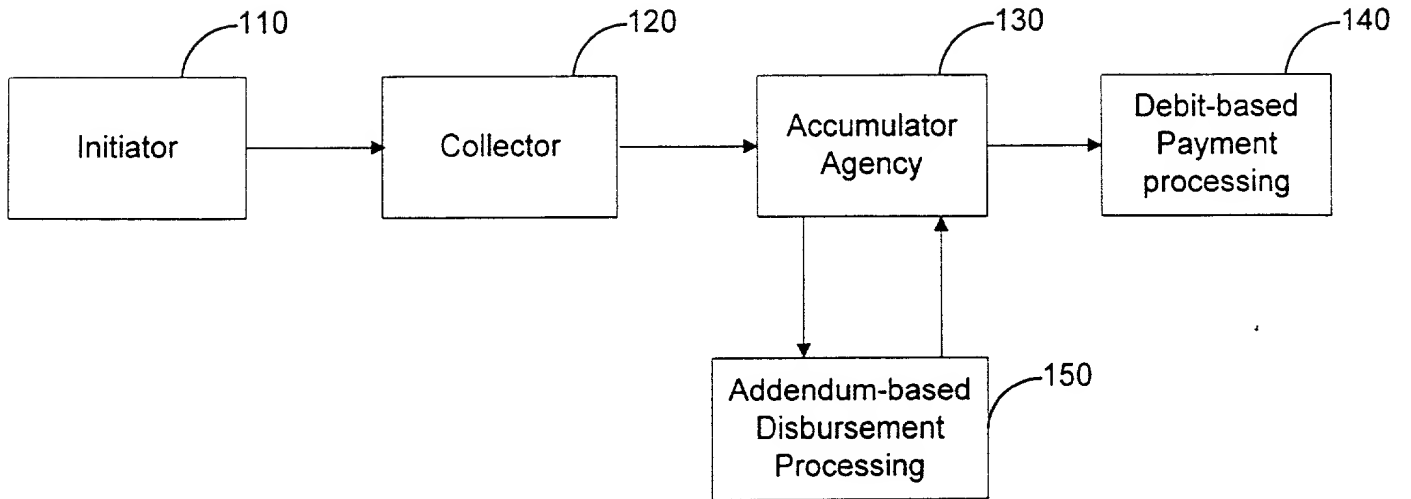 110
120
130
140
Initiator
Collector
Accumulator
Agency
Debit-based
Payment
processing
150
Addendum-based
Disbursement
Processing